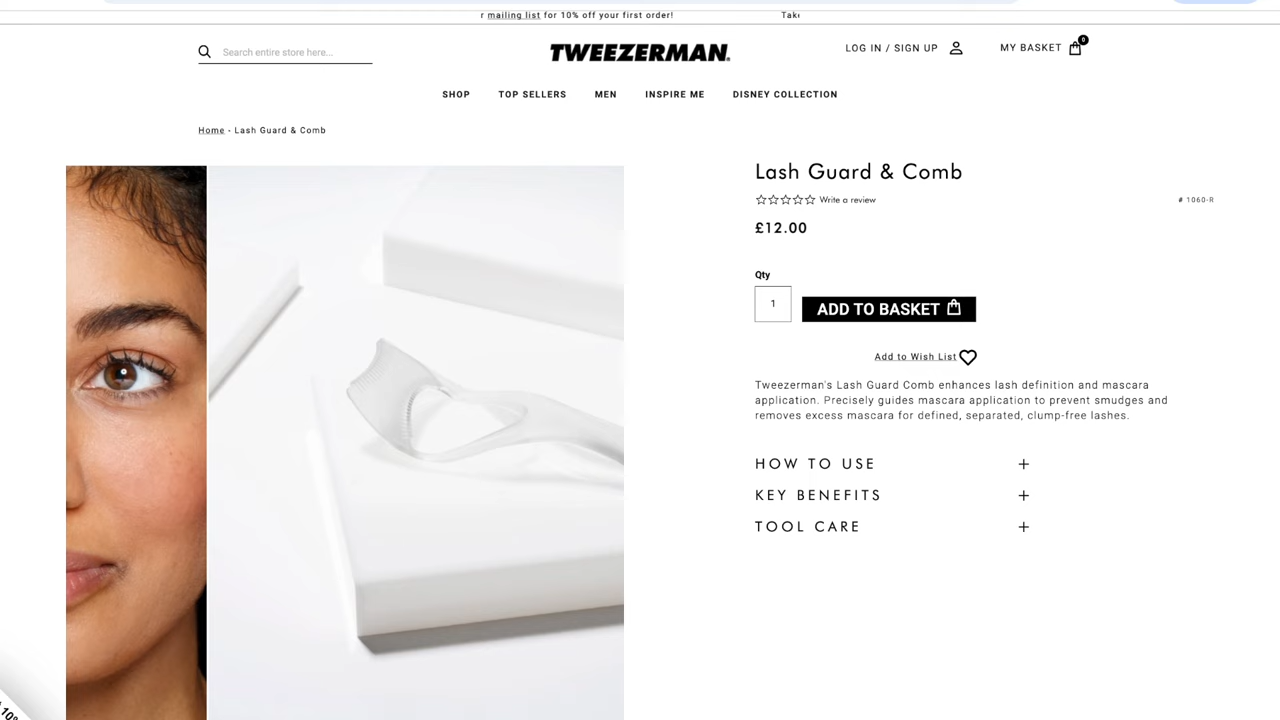 r mailing list for 10% off your first order!
Search entire store here...
TWEEZERMAN
LOG IN / SIGN UP
MY BASKET
0
SHOP
TOP SELLERS
MEN
INSPIRE ME
DISNEY COLLECTION
Home - Lash Guard & Comb
Lash Guard & Comb
Write a review
# 1060-R
£12.00
Qty
1
ADD TO BASKET
Add to Wish List
Tweezerman's Lash Guard Comb enhances lash definition and mascara
application. Precisely guides mascara application to prevent smudges and
removes excess mascara for defined, separated, clump-free lashes.
HOW TO USE
KEY BENEFITS
TOOL CARE